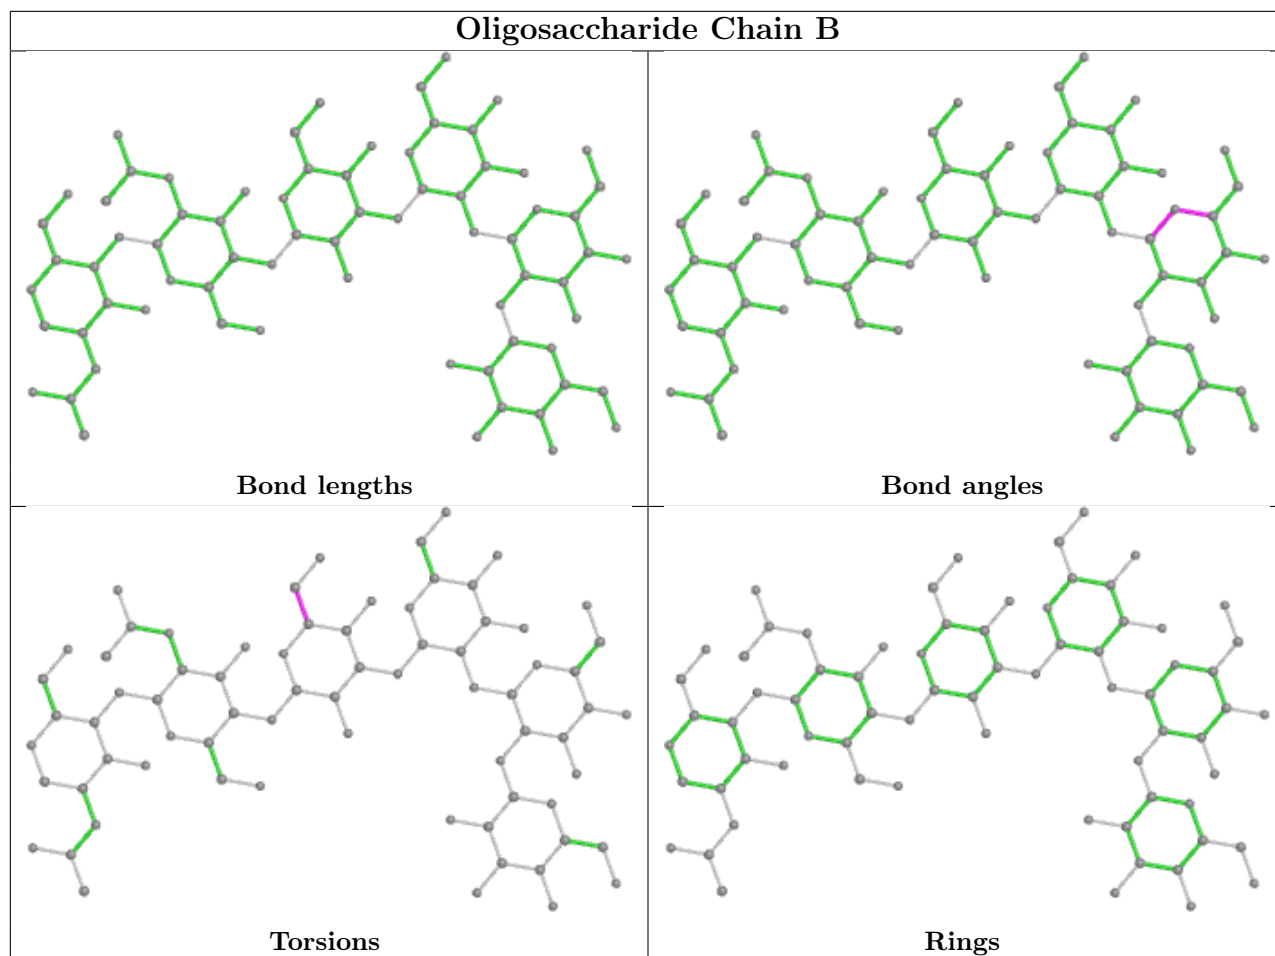 Oligosaccharide Chain B
Bond lengths
Bond angles
Torsions
Rings